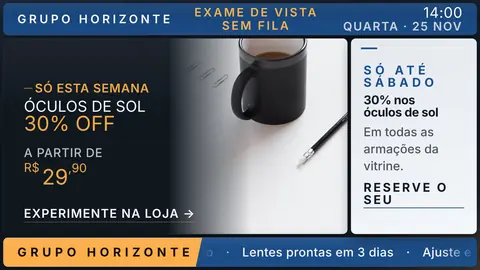 GRUPO HORIZONTE
EXAME DE VISTA
SEM FILA
14:00
QUARTA · 25 NOV
SÓ ESTA SEMANA
ÓCULOS DE SOL
30% OFF
A PARTIR DE
R$ 29,90
EXPERIMENTE NA LOJA →
SÓ ATÉ
SÁBADO
30% nos
óculos de sol
Em todas as
armações da
vitrine.
RESERVE O
SEU
GRUPO HORIZONTE
· Lentes prontas em 3 dias · Ajuste